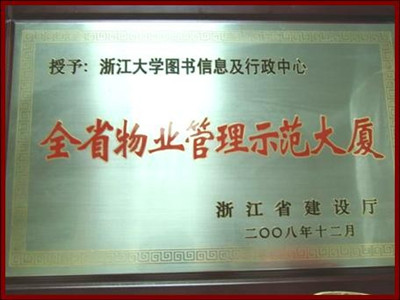 授予：浙江大学图书信息及行政中心
全省物业管理示范大厦
浙江省建设厅
二〇〇八年十二月